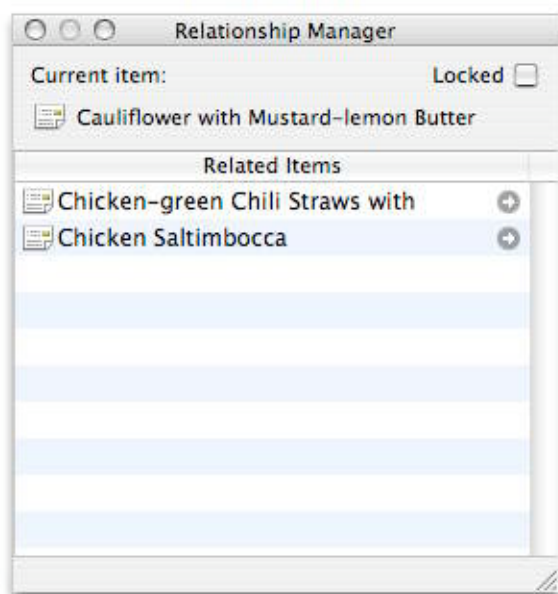 Relationship Manager
Current item:
Locked
Cauliflower with Mustard-lemon Butter
Related Items
Chicken-green Chili Straws with
Chicken Saltimbocca